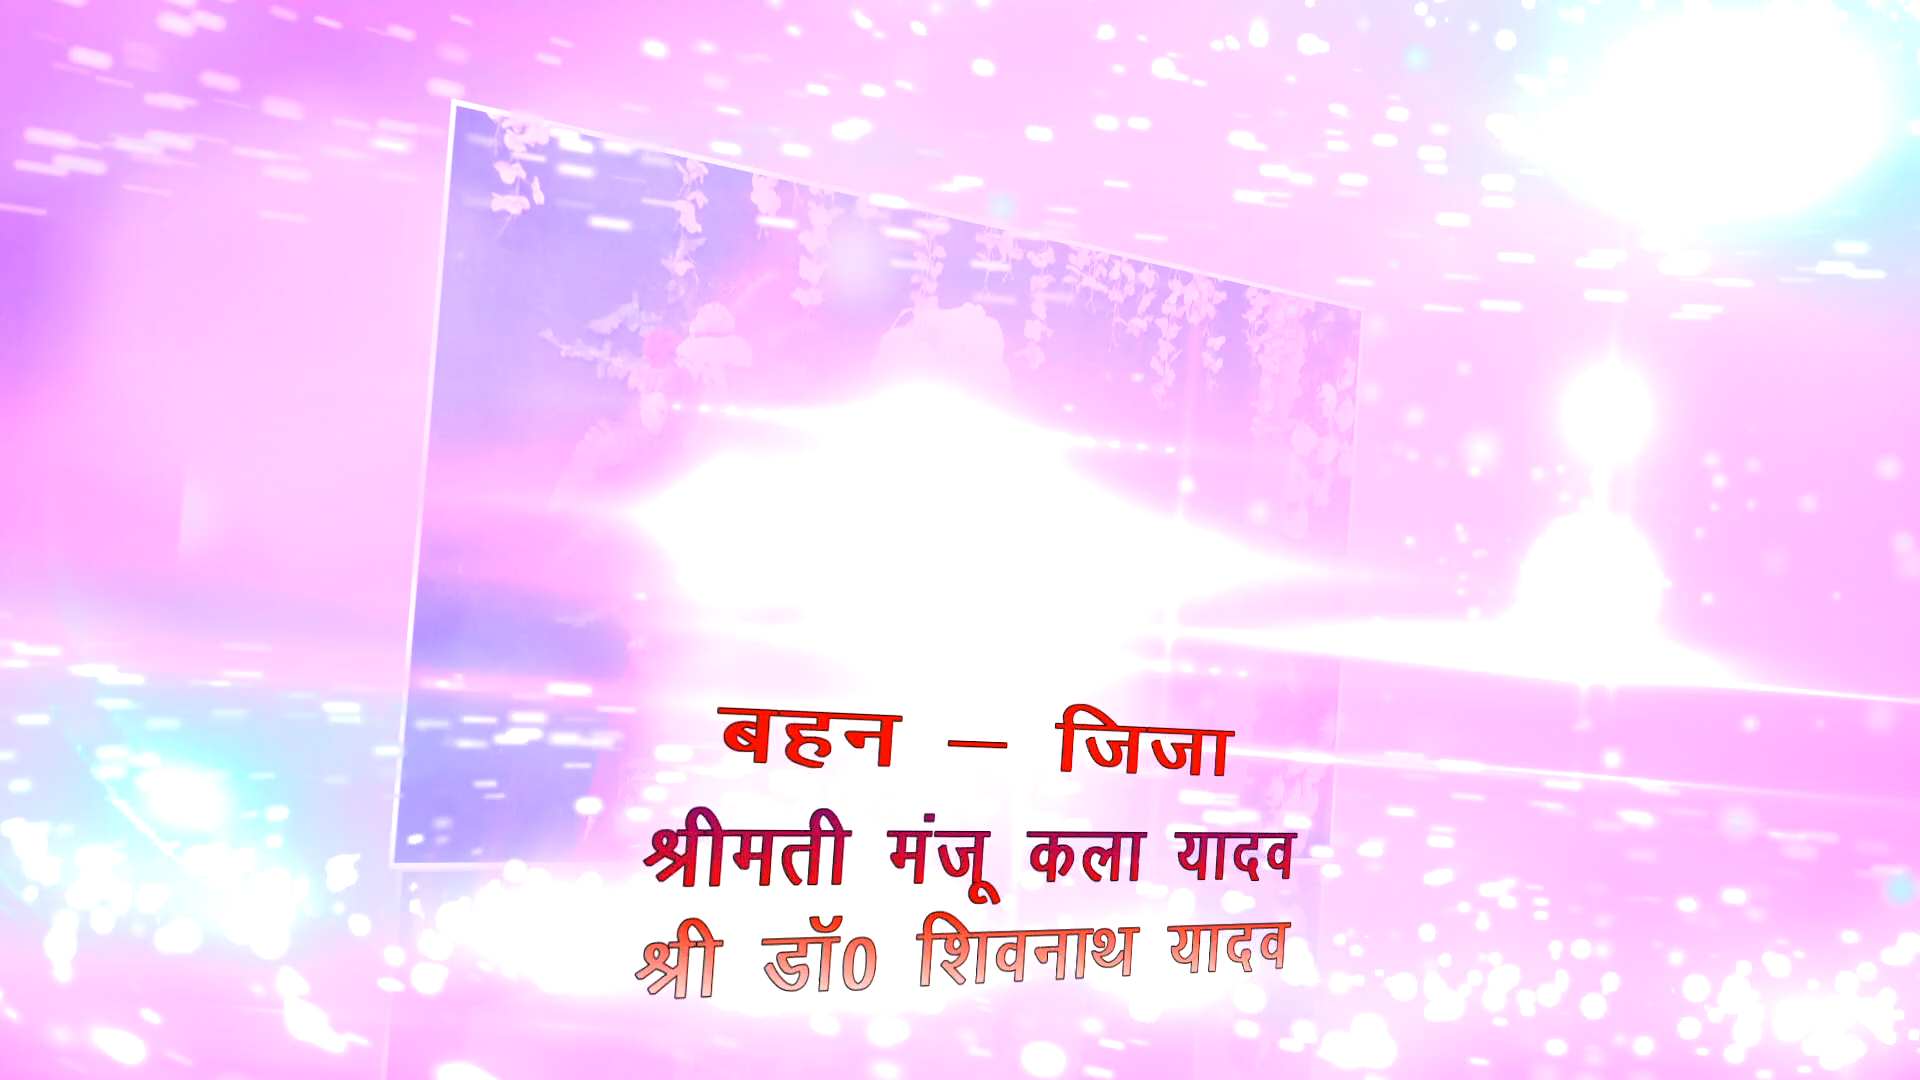 बहन – जिजा
श्रीमती मंजू कला यादव
श्री डॉ0 शिवनाथ यादव